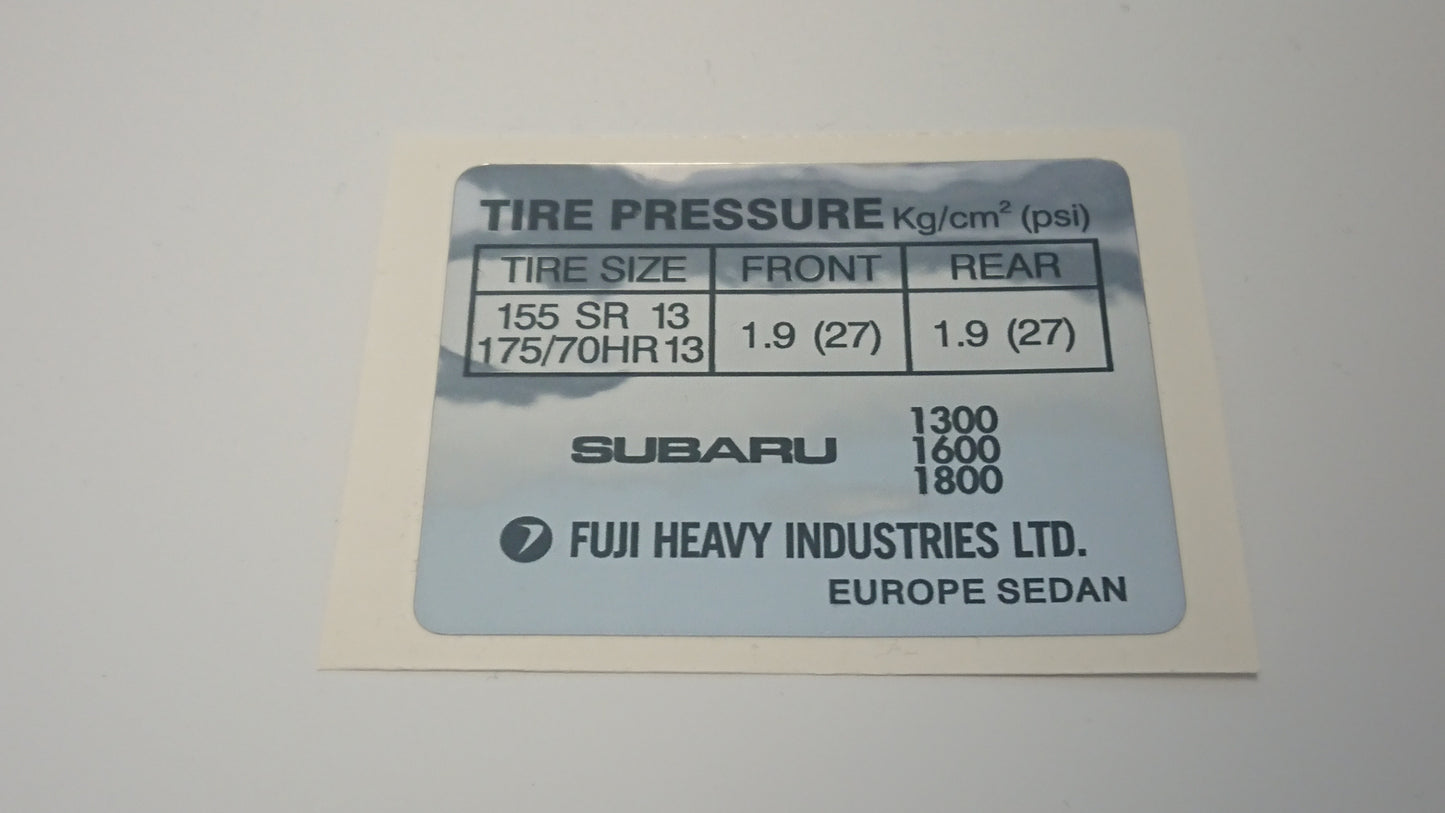 TIRE PRESSURE Kg/cm² (psi)
TIRE SIZE FRONT REAR
155 SR 13
175/70HR13 1.9 (27) 1.9 (27)
SUBARU 1300
1600
1800
FUJI HEAVY INDUSTRIES LTD.
EUROPE SEDAN